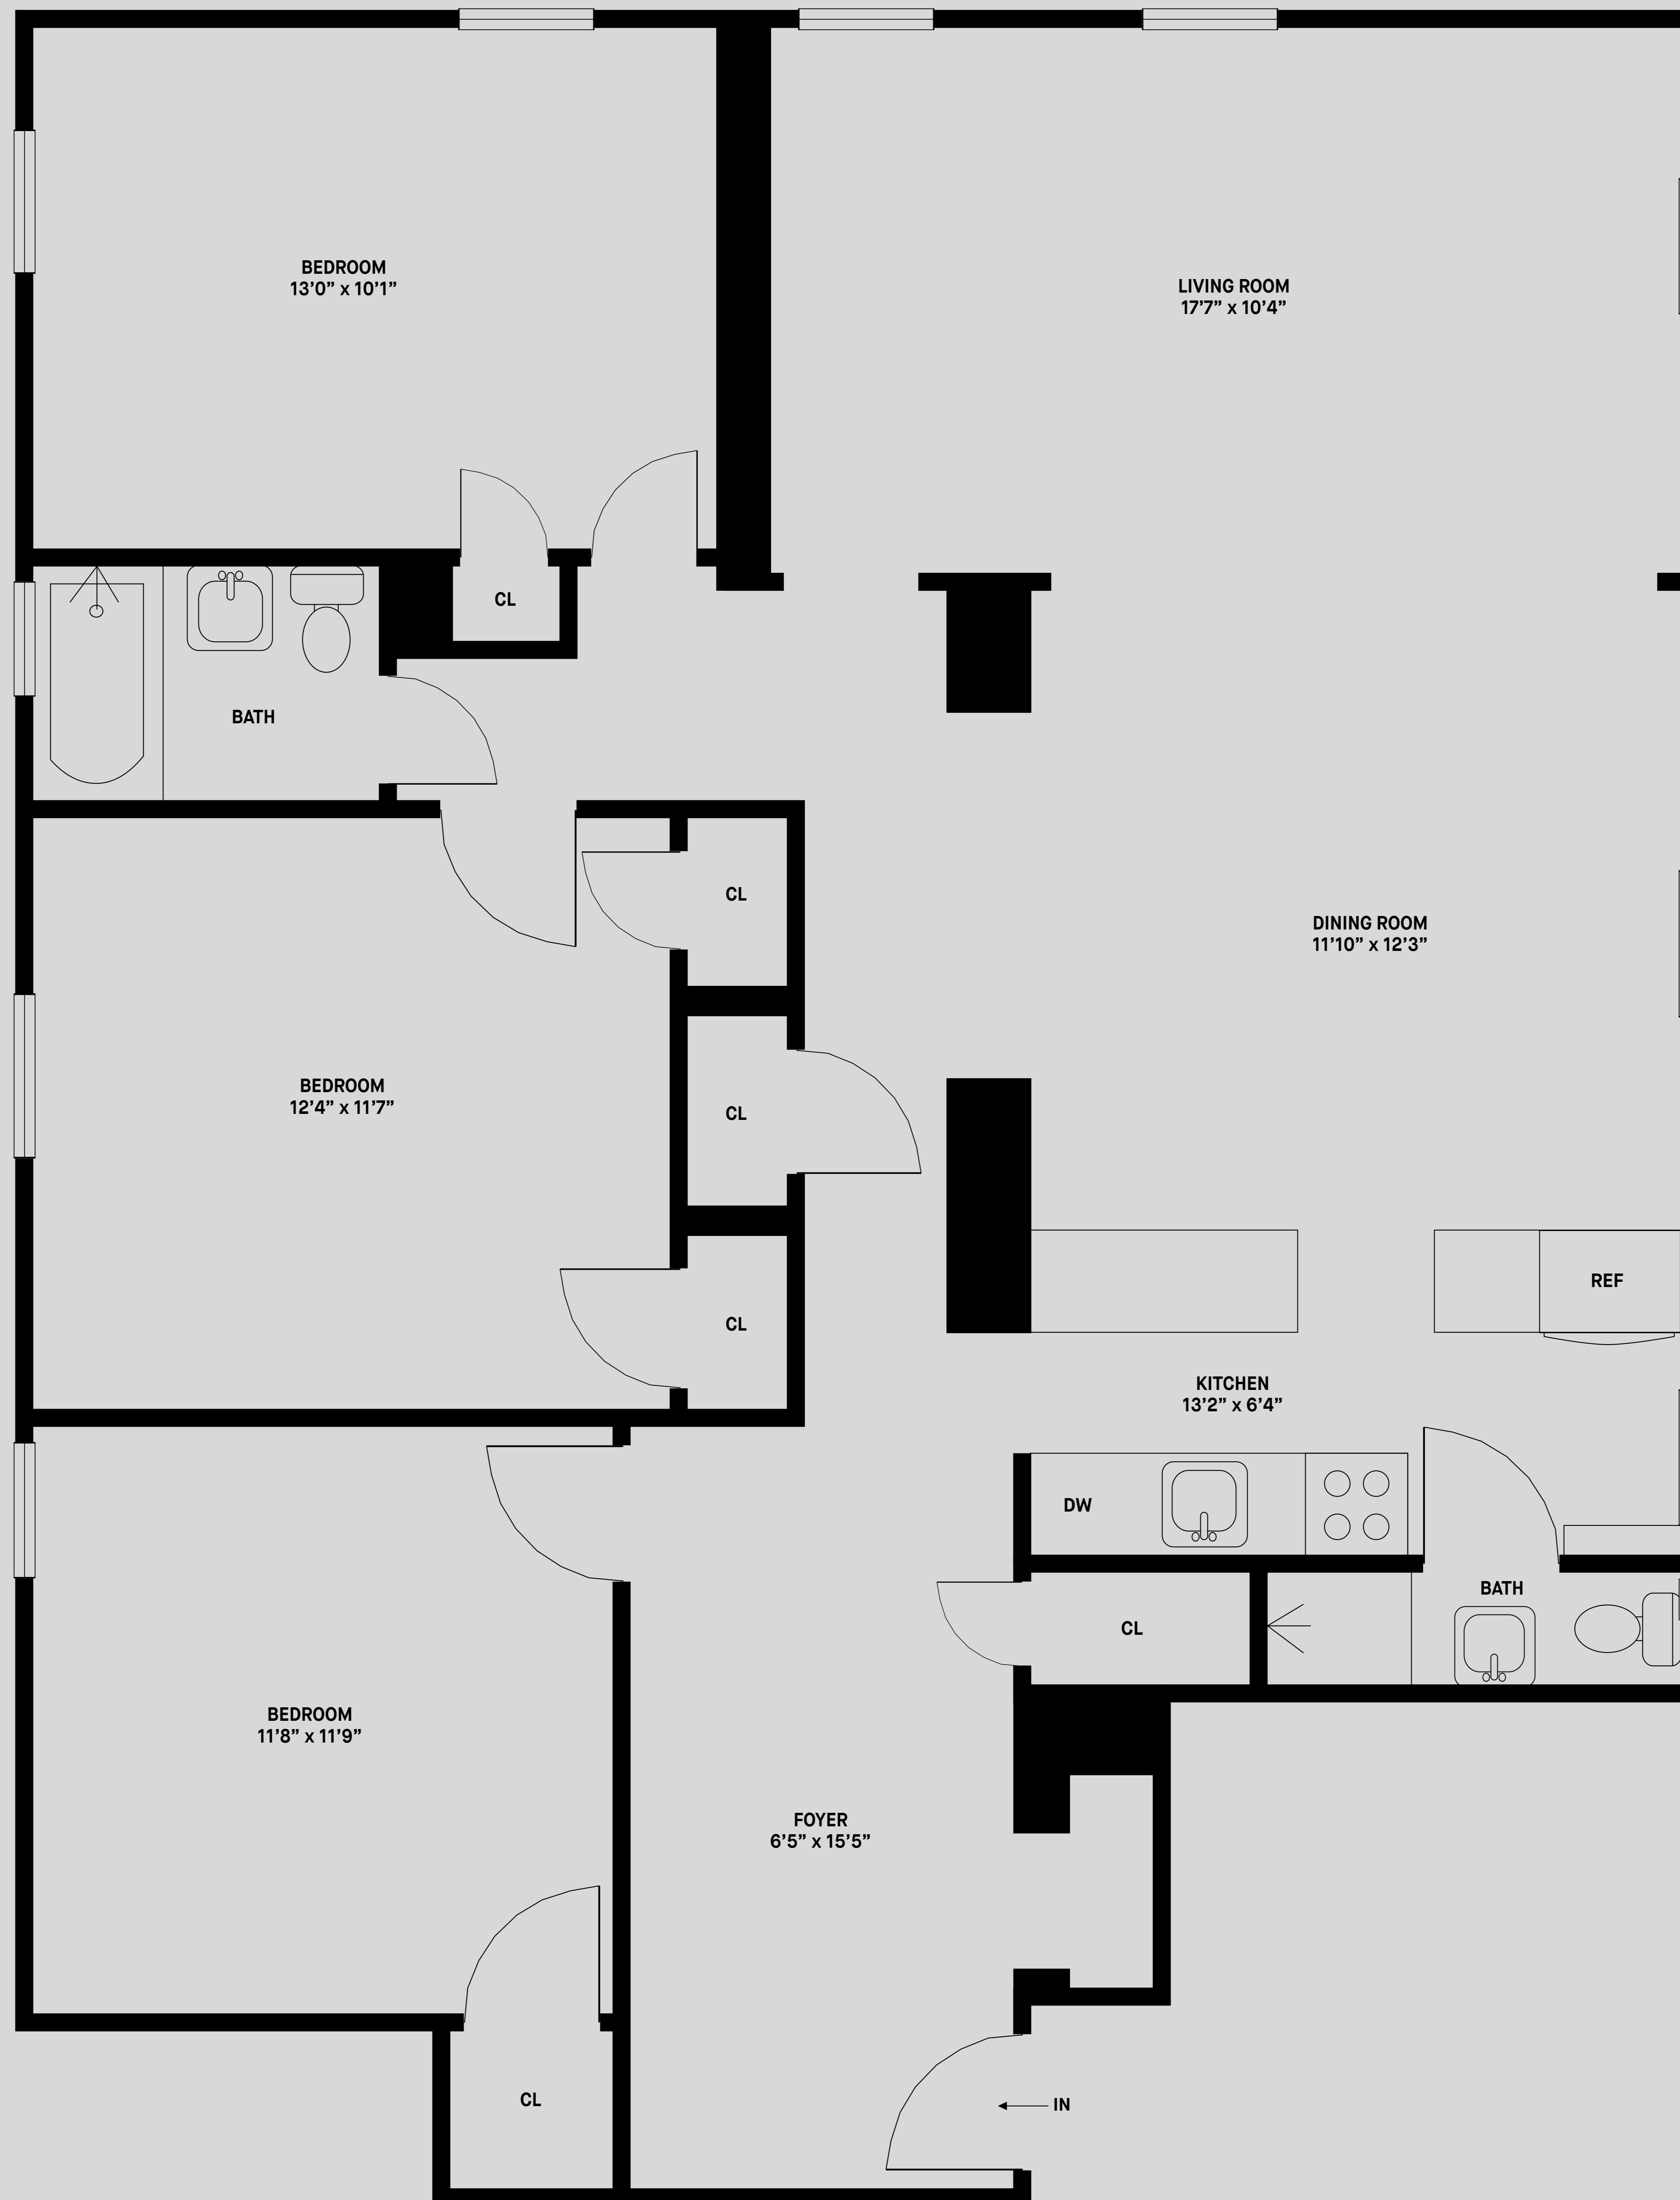 BEDROOM
13’0” x 10’1”
LIVING ROOM
17’7” x 10’4”
CL
BATH
CL
DINING ROOM
11’10” x 12’3”
BEDROOM
12’4” x 11’7”
CL
REF
CL
KITCHEN
13’2” x 6’4”
DW
BATH
CL
BEDROOM
11’8” x 11’9”
FOYER
6’5” x 15’5”
CL
IN